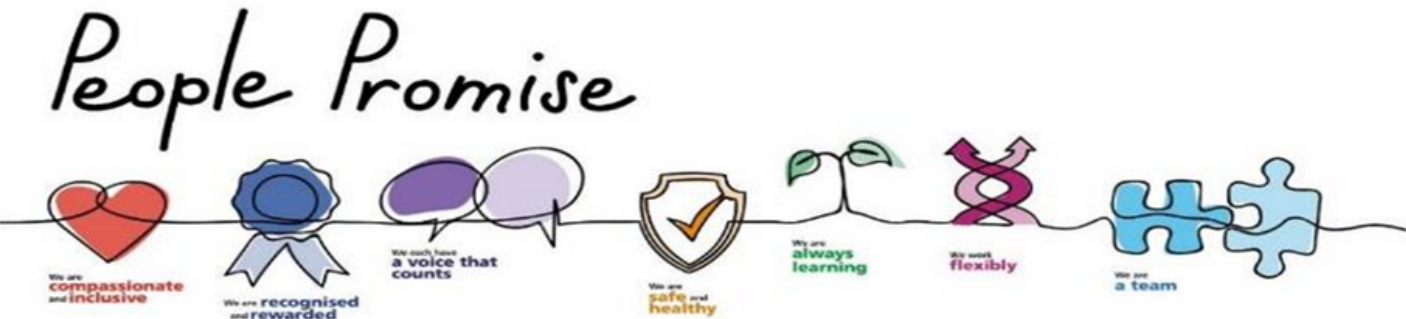 People Promise
We are
compassionate
and inclusive
We are recognised
and rewarded
We each have
a voice that
counts
We are
safe and
healthy
We are
always
learning
We work
flexibly
We are
a team